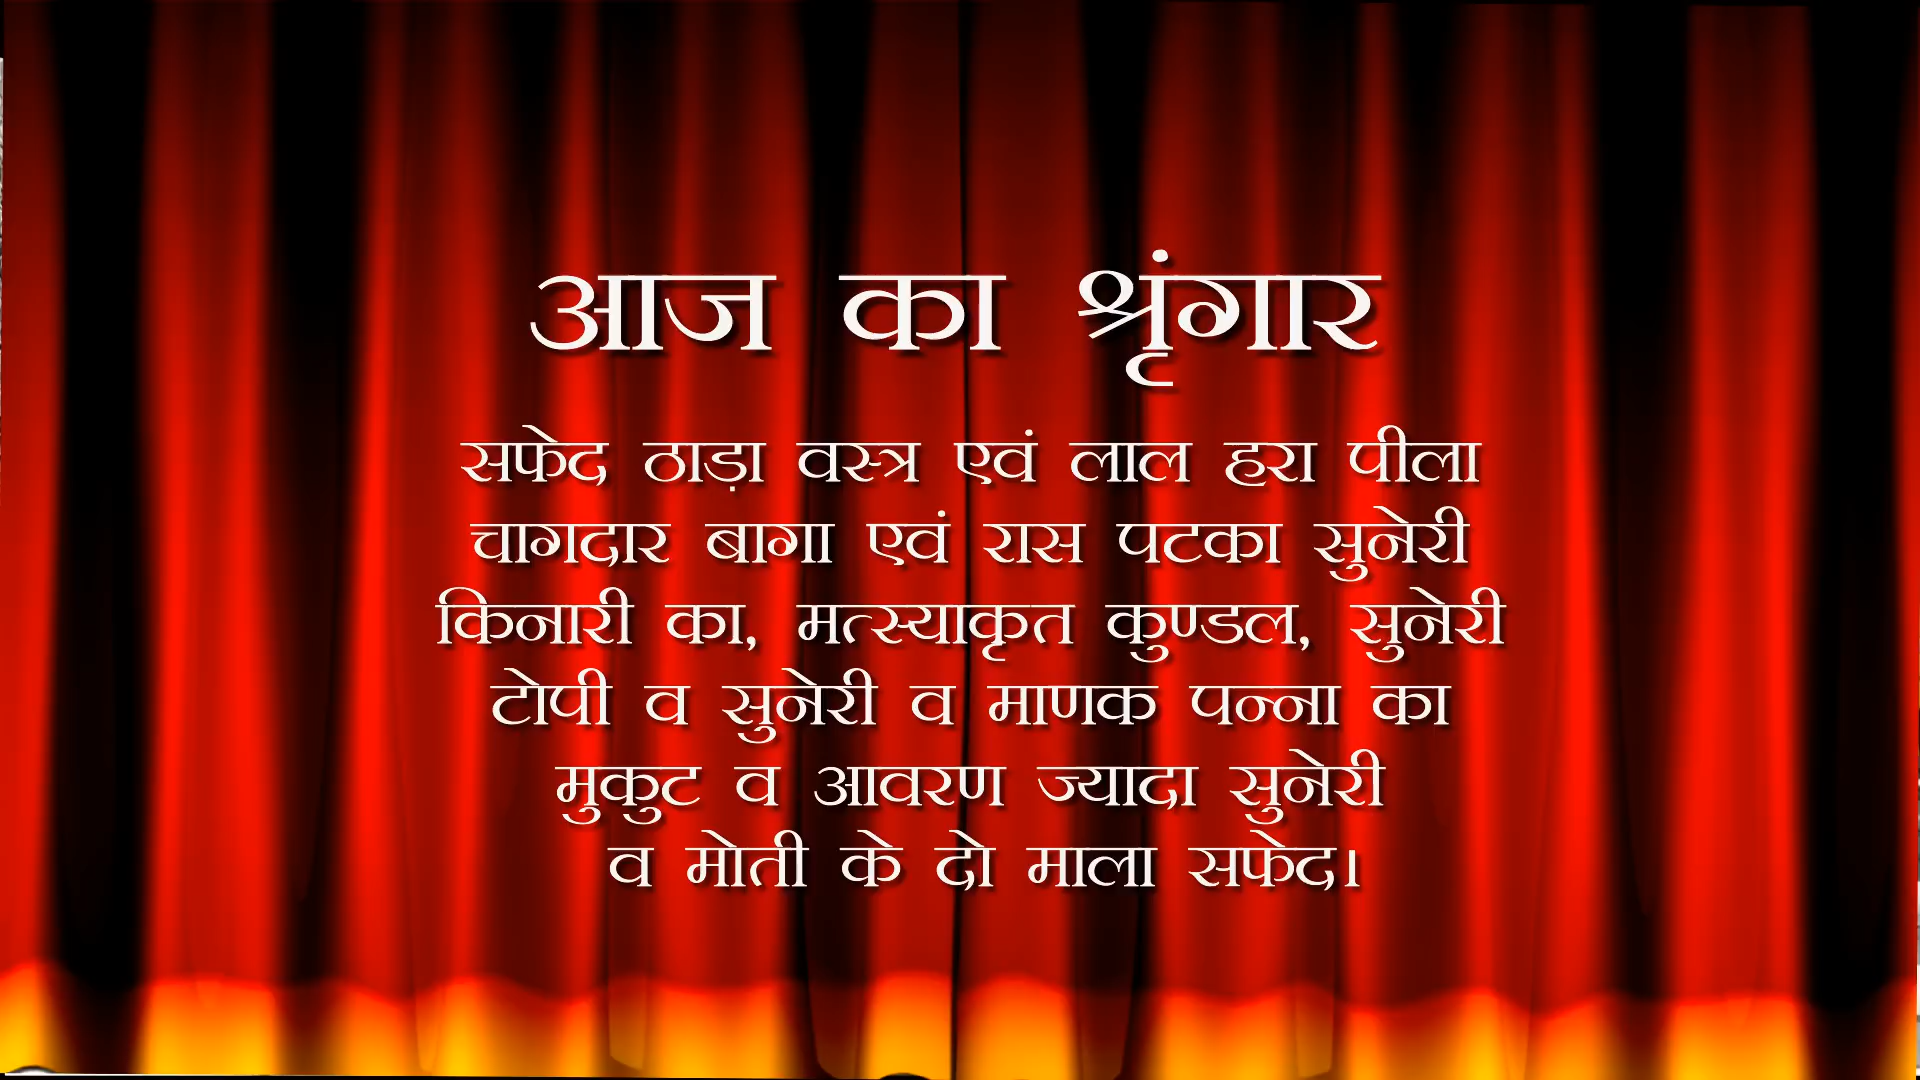 आज का श्रृंगार
सफेद ठाड़ा वस्त्र एवं लाल हरा पीला
चागदार बागा एवं रास पटका सुनेरी
किनारी का, मत्स्याकृत कुण्डल, सुनेरी
टोपी व सुनेरी व माणक पन्ना का
मुकुट व आवरण ज्यादा सुनेरी
व मोती के दो माला सफेद।